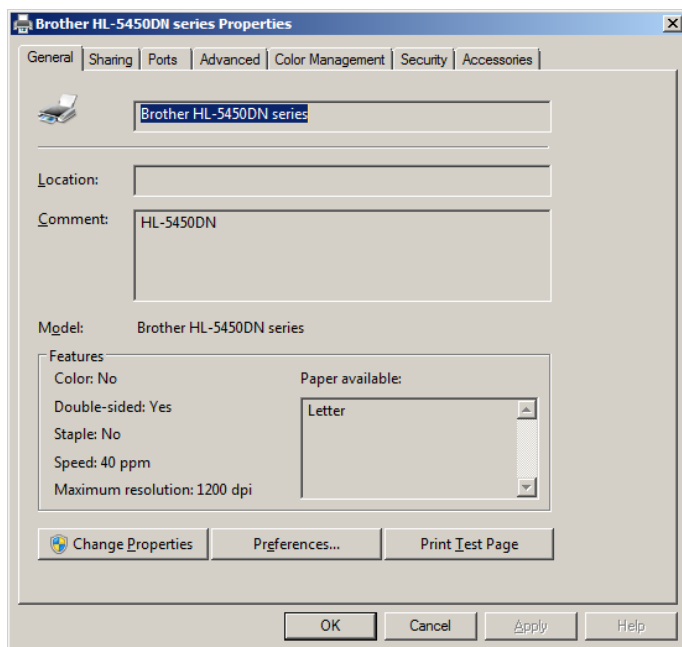 Brother HL-5450DN series Properties
General Sharing Ports Advanced Color Management Security Accessories
Brother HL-5450DN series
Location:
Comment: HL-5450DN
Model: Brother HL-5450DN series
Features
Color: No Paper available:
Double-sided: Yes Letter
Staple: No
Speed: 40 ppm
Maximum resolution: 1200 dpi
Change Properties Preferences... Print Test Page
OK Cancel Apply Help